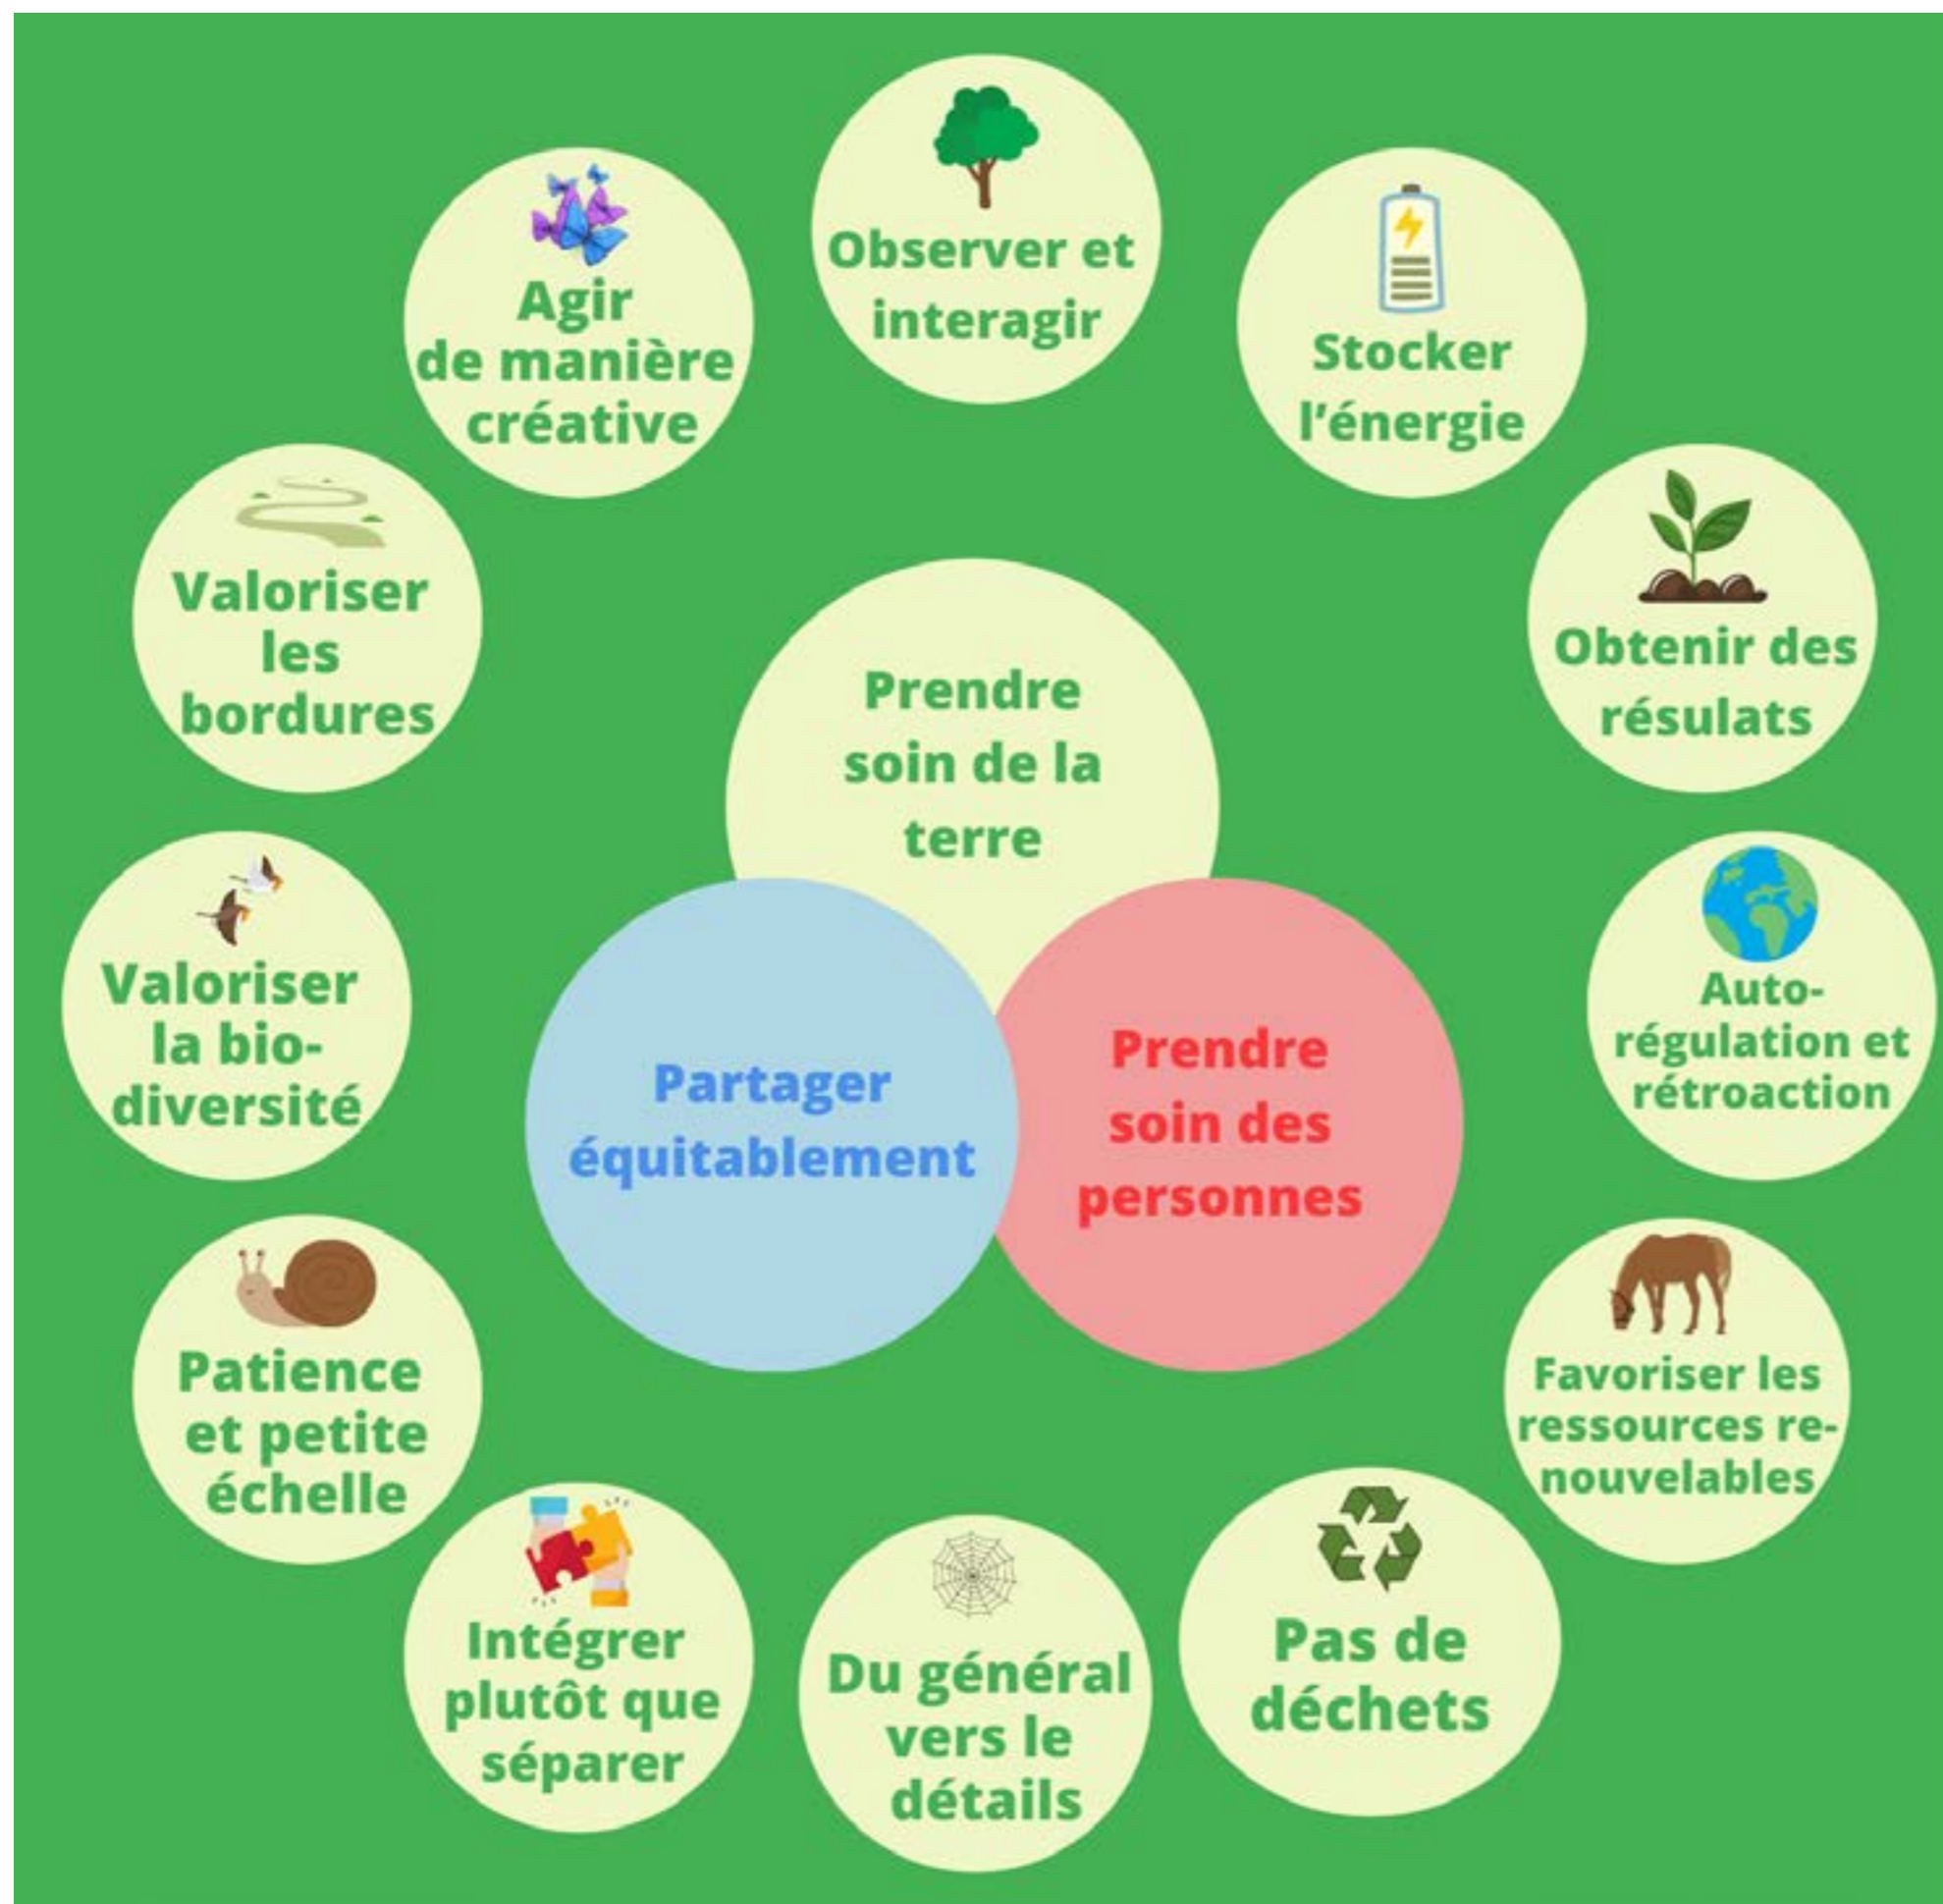 Observer et
interagir
Stocker
l'énergie
Obtenir des
résulats
Auto-
régulation et
rétroaction
Favoriser les
ressources re-
nouvelables
Pas de
déchets
Du général
vers le
détails
Intégrer
plutôt que
séparer
Patience
et petite
échelle
Valoriser
la bio-
diversité
Valoriser
les
bordures
Agir
de manière
créative
Prendre
soin de la
terre
Partager
équitablement
Prendre
soin des
personnes